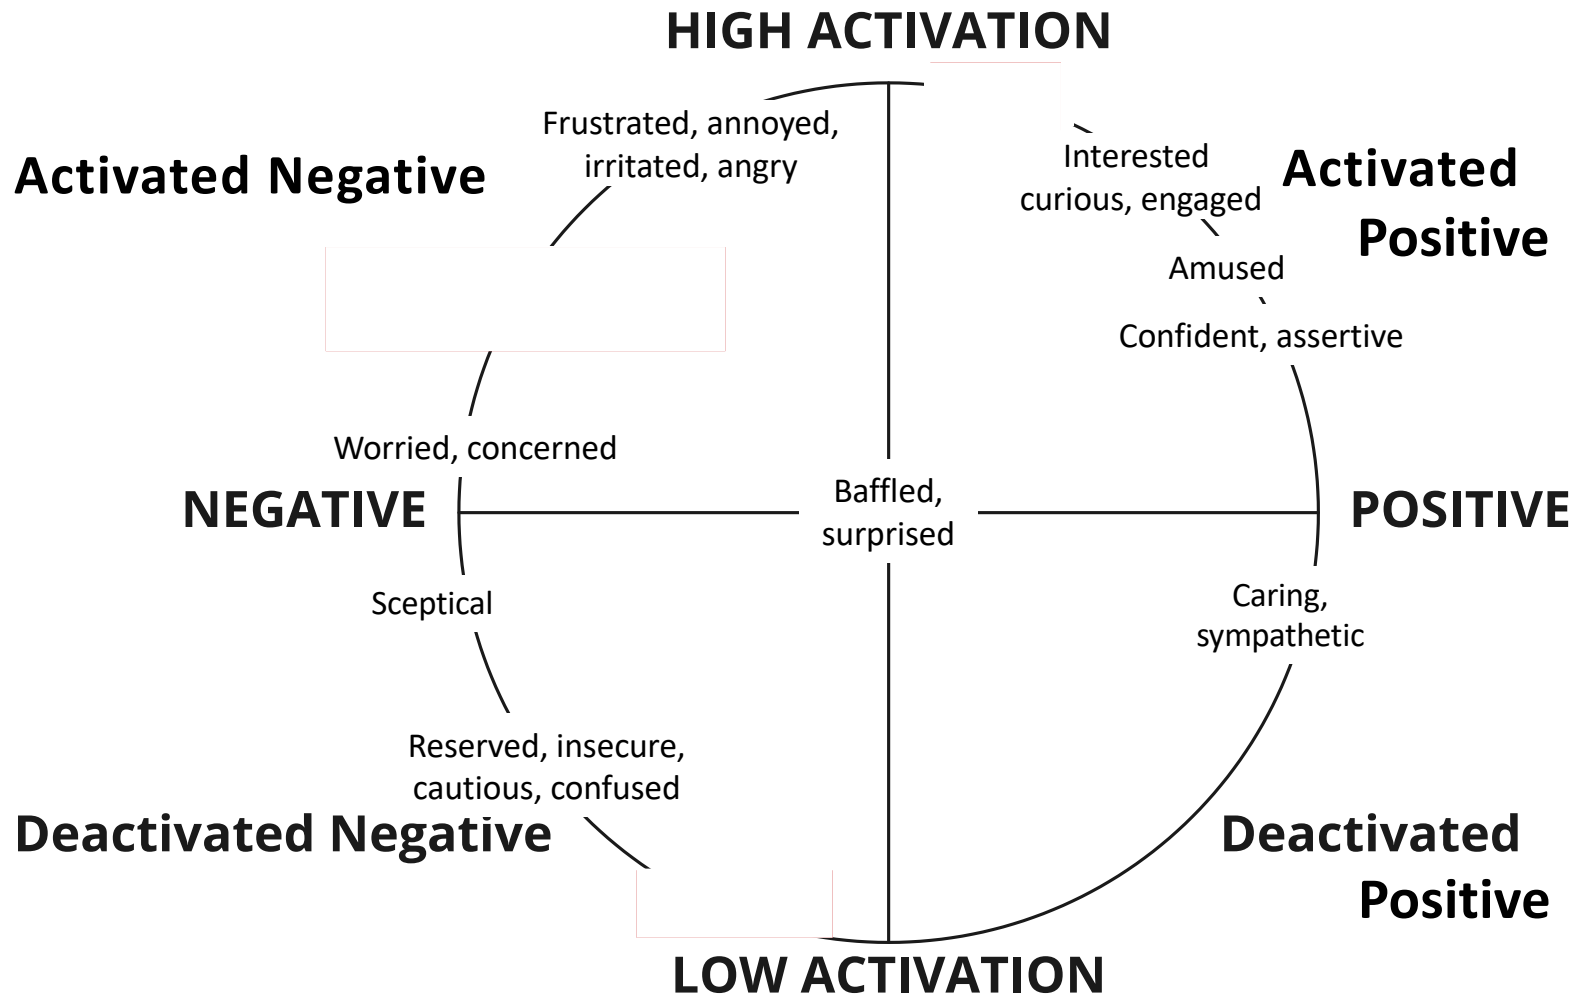 HIGH ACTIVATION
Frustrated, annoyed,
irritated, angry
Activated Negative
Interested
curious, engaged
Activated
Positive
Amused
Confident, assertive
Worried, concerned
NEGATIVE
Baffled,
surprised
POSITIVE
Sceptical
Caring,
sympathetic
Reserved, insecure,
cautious, confused
Deactivated Negative
Deactivated
Positive
LOW ACTIVATION